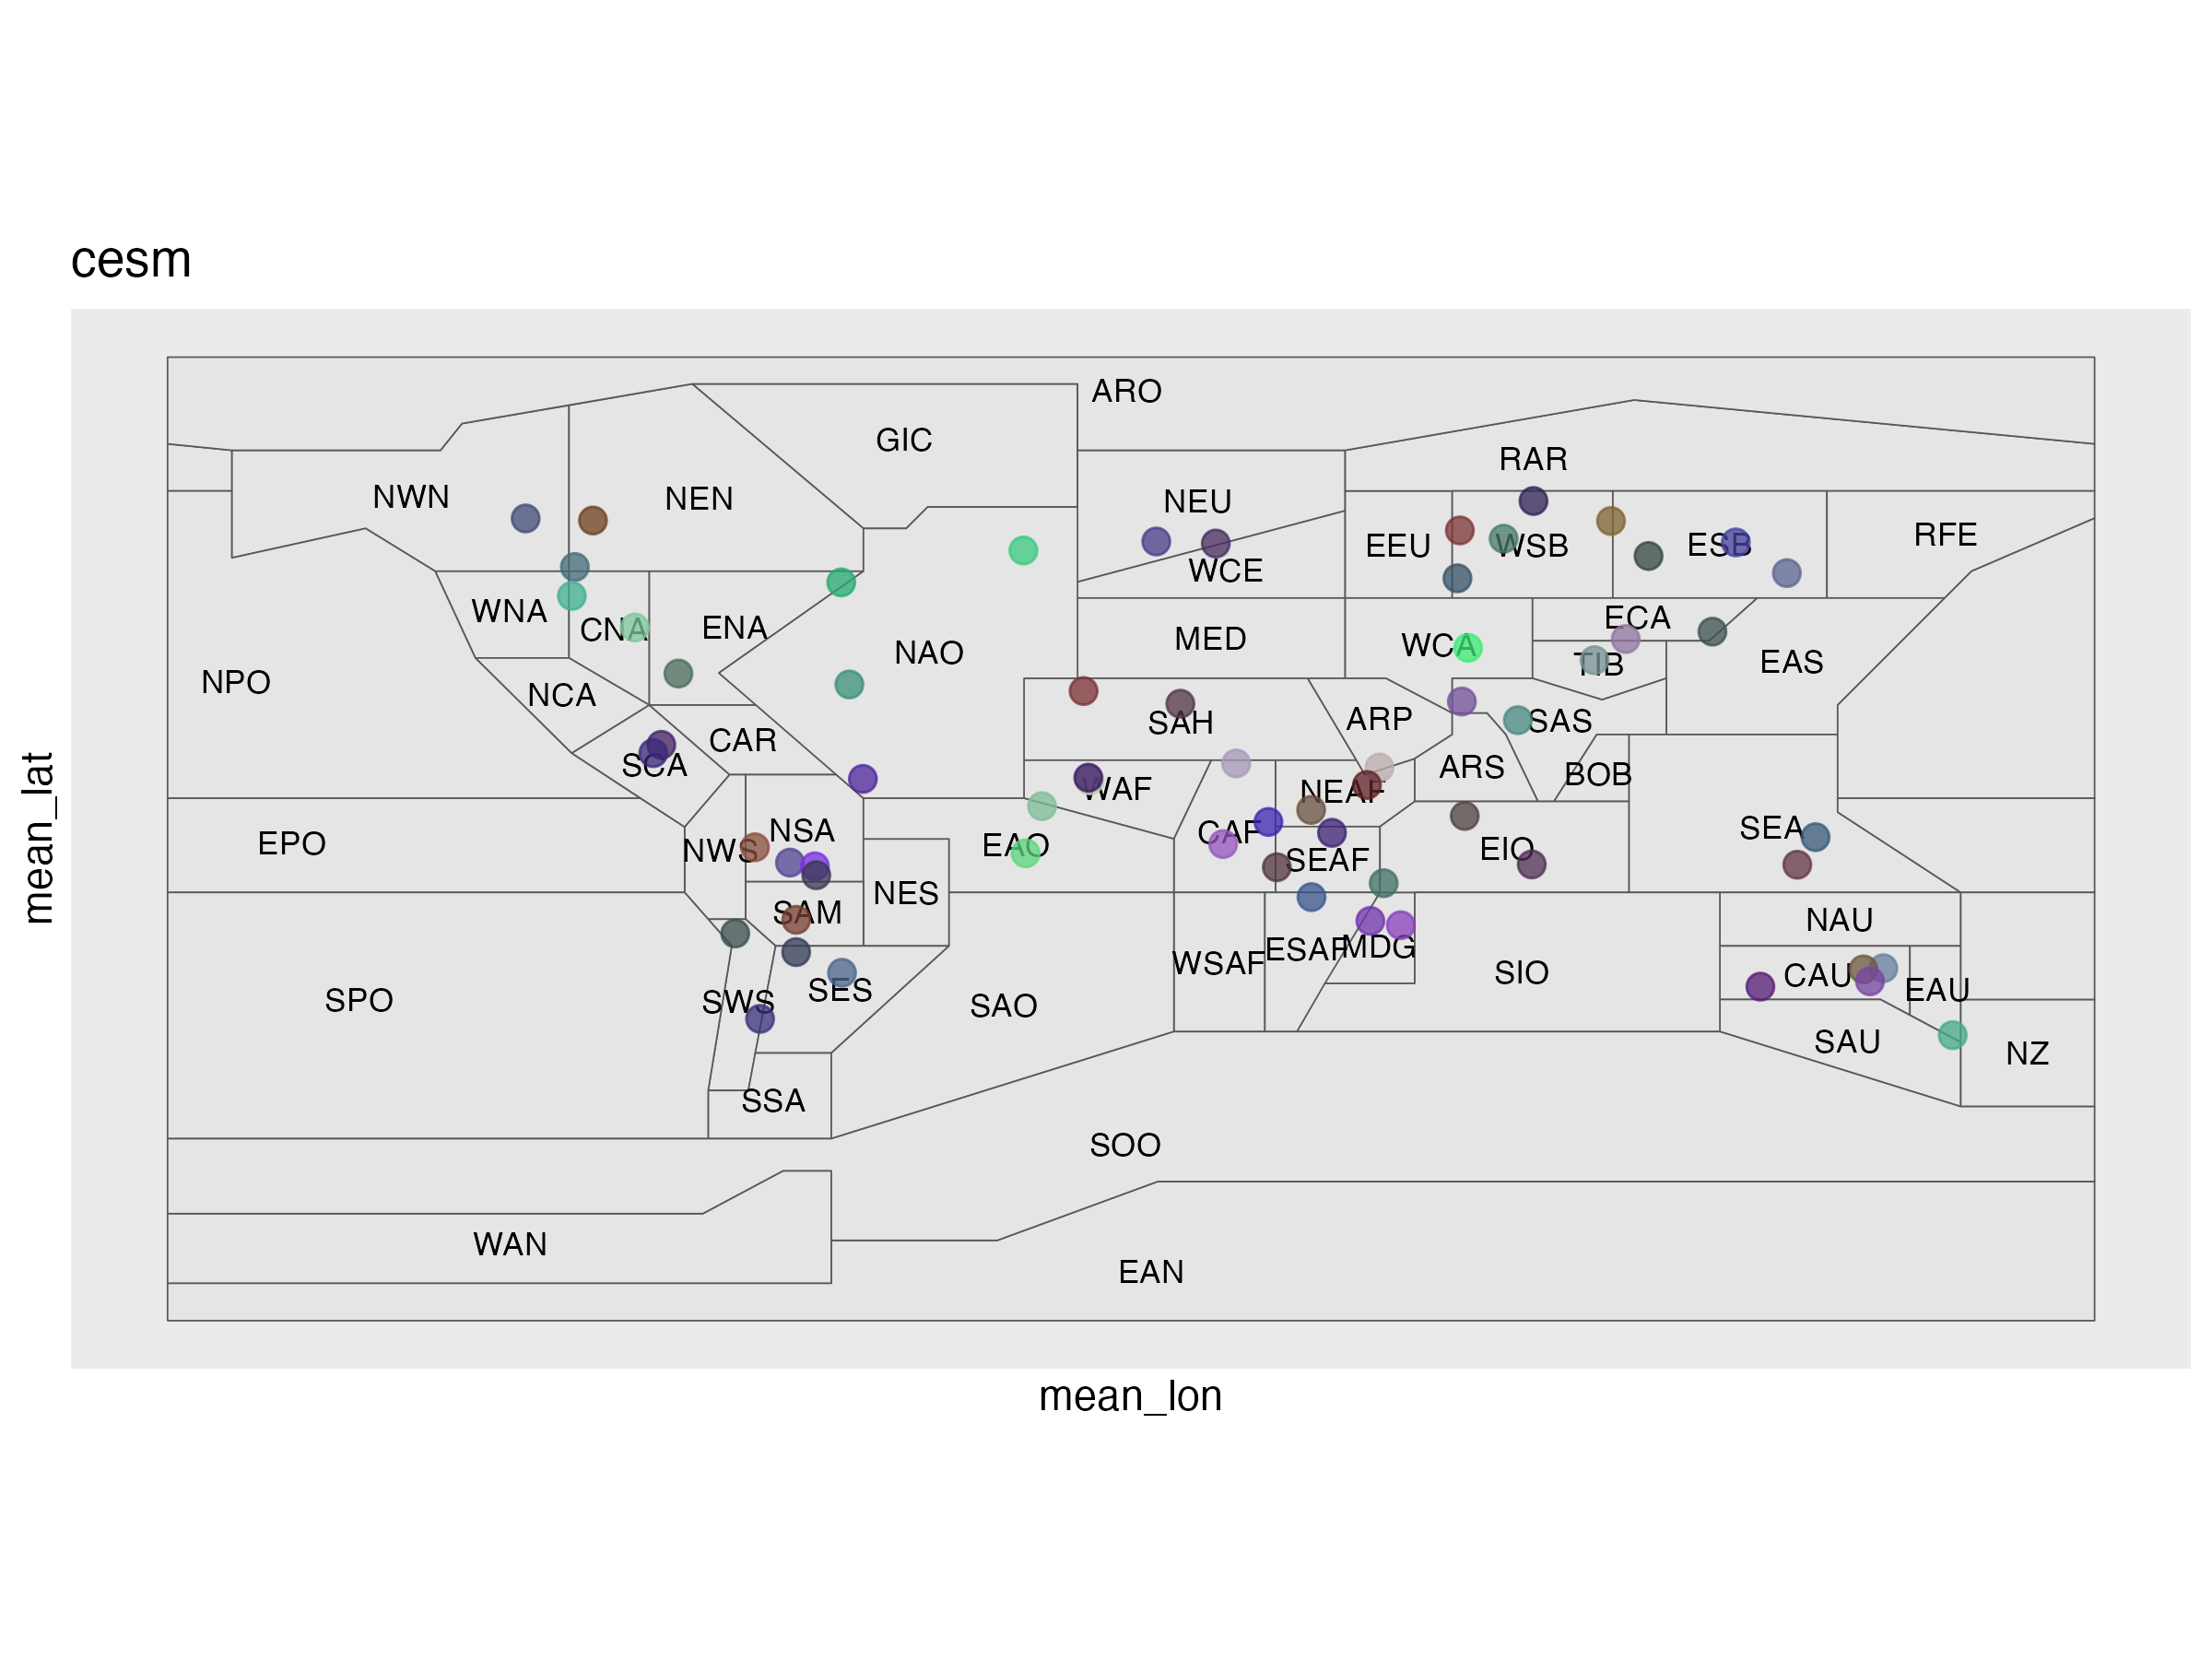 cesm
ARO
GIC
RAR
NWN
NEN
NEU
RFE
EEU
WSB
ESB
WCE
WNA
CNA
ENA
ECA
MED
WCA
NAO
TIB
EAS
NPO
NCA
SAH
ARP
SAS
CAR
SCA
ARS
BOB
WAF
NEAF
NSA
SEA
CAF
EPO
EAO
NWS
EIO
SEAF
NES
SAM
NAU
MDG
ESAF
WSAF
SIO
CAU
SES
EAU
SPO
SWS
SAO
SAU
NZ
SSA
SOO
WAN
EAN
mean_lat
mean_lon